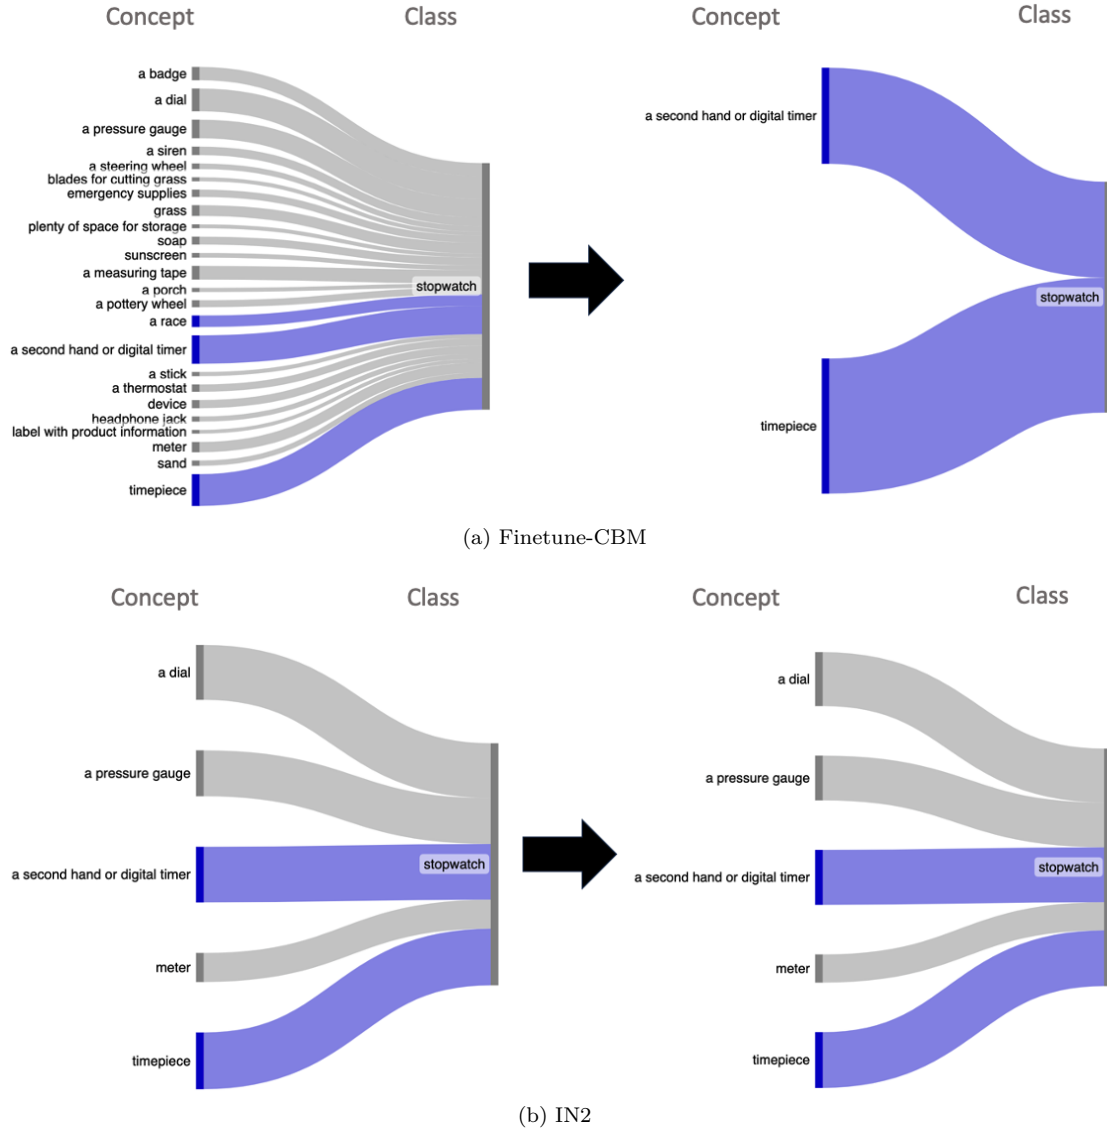 Concept
Class
a badge
a dial
a pressure gauge
a siren
a steering wheel
blades for cutting grass
emergency supplies
grass
plenty of space for storage
soap
sunscreen
a measuring tape
a porch
a pottery wheel
a race
a second hand or digital timer
a stick
a thermostat
device
headphone jack
label with product information
meter
sand
timepiece
stopwatch
Concept
Class
a second hand or digital timer
timepiece
stopwatch
(a) Finetune-CBM
Concept
Class
a dial
a pressure gauge
a second hand or digital timer
meter
timepiece
stopwatch
Concept
Class
a dial
a pressure gauge
a second hand or digital timer
meter
timepiece
stopwatch
(b) IN2